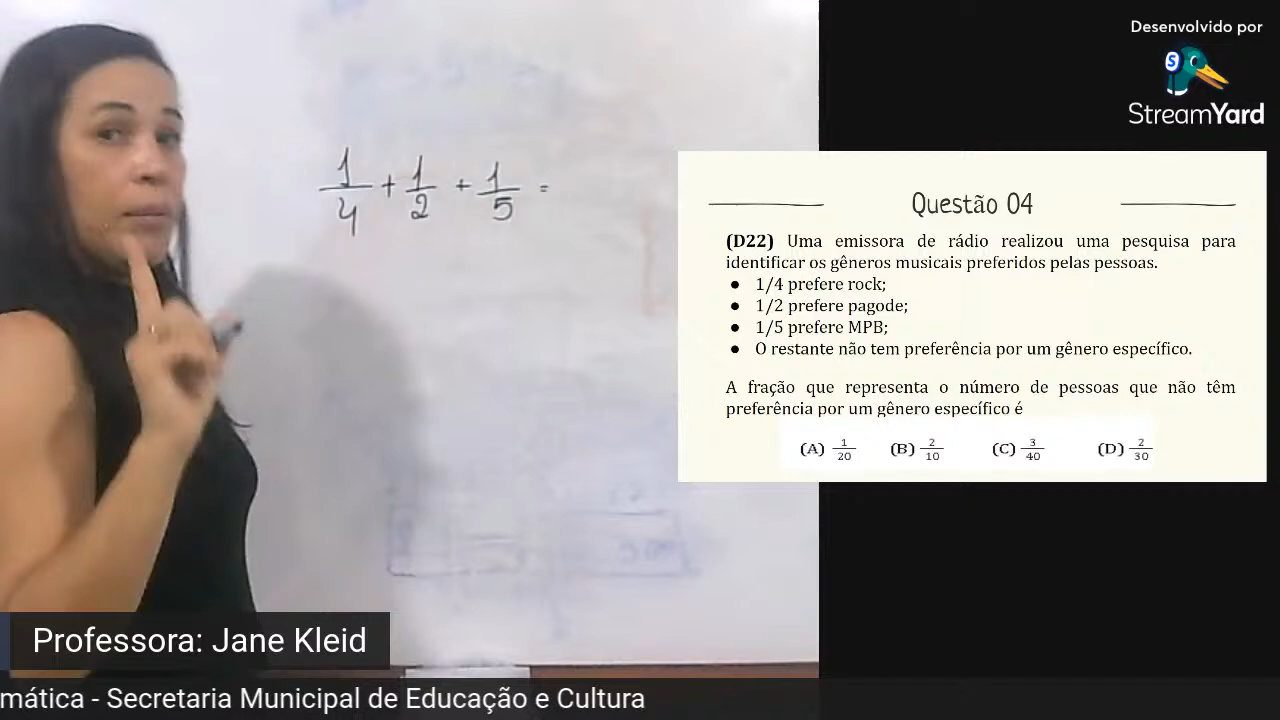 Desenvolvido por
StreamYard
1/4 + 1/2 + 1/5 =
Questão 04
(D22) Uma emissora de rádio realizou uma pesquisa para
identificar os gêneros musicais preferidos pelas pessoas.
● 1/4 prefere rock;
● 1/2 prefere pagode;
● 1/5 prefere MPB;
● O restante não tem preferência por um gênero específico.
A fração que representa o número de pessoas que não têm
preferência por um gênero específico é
(A) 1/20 (B) 2/10 (C) 3/40 (D) 2/30
Professora: Jane Kleid
mática - Secretaria Municipal de Educação e Cultura